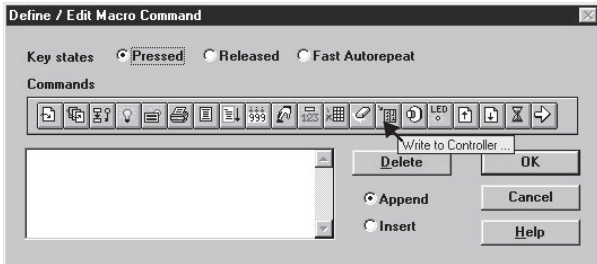 Define / Edit Macro Command
Key states Pressed Released Fast Autorepeat
Commands
999 123 LED
Write to Controller ...
Delete OK
Append Cancel
Insert Help